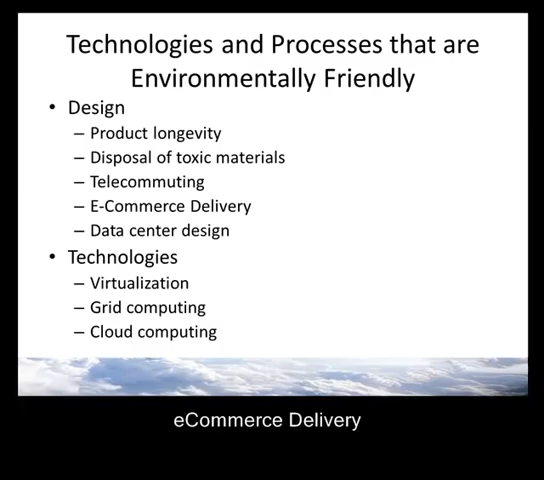 Technologies and Processes that are
Environmentally Friendly
• Design
– Product longevity
– Disposal of toxic materials
– Telecommuting
– E-Commerce Delivery
– Data center design
• Technologies
– Virtualization
– Grid computing
– Cloud computing
eCommerce Delivery